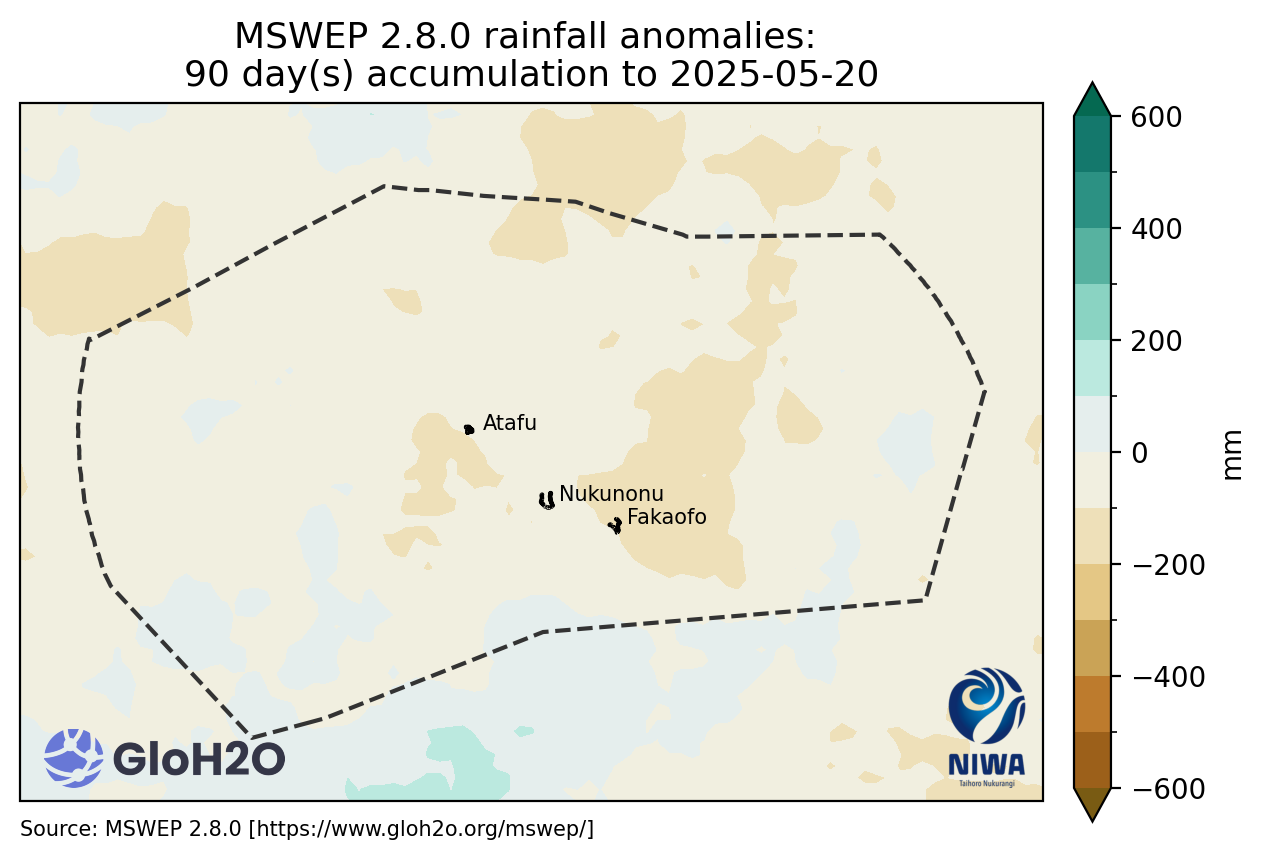 MSWEP 2.8.0 rainfall anomalies:
90 day(s) accumulation to 2025-05-20
600
400
200
0
−200
−400
−600
mm
Atafu
Nukunonu
Fakaofo
GloH2O
NIWA
Taihoro Nukurangi
Source: MSWEP 2.8.0 [https://www.gloh2o.org/mswep/]